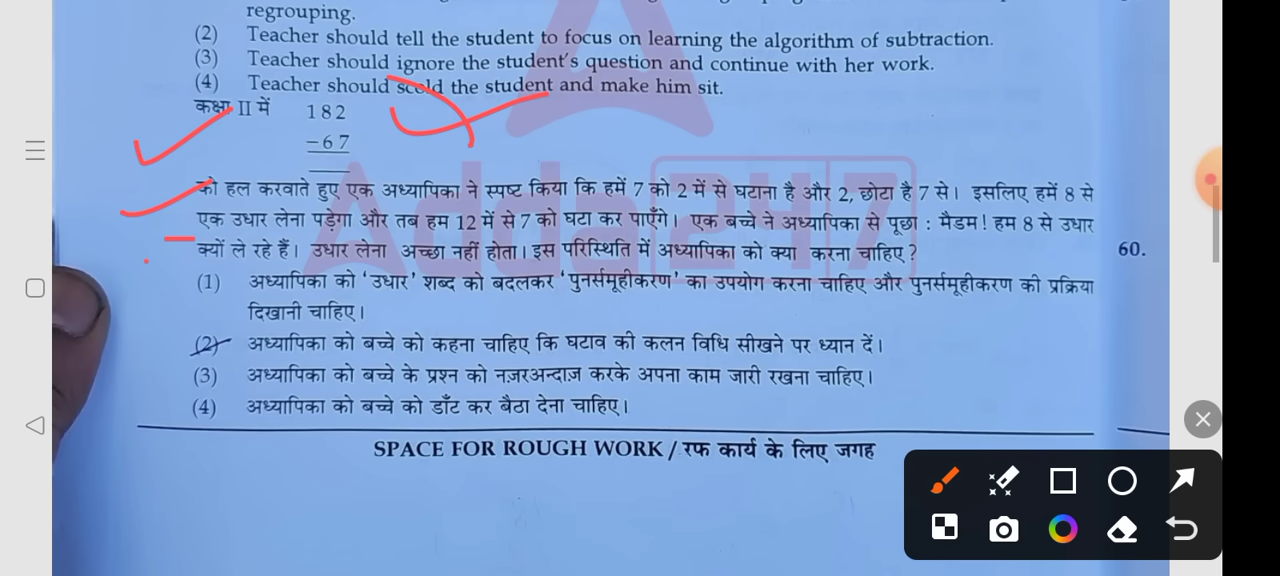 regrouping.
(2) Teacher should tell the student to focus on learning the algorithm of subtraction.
(3) Teacher should ignore the student's question and continue with her work.
(4) Teacher should scold the student and make him sit.
कक्षा II में 182
–67
को हल करवाते हुए एक अध्यापिका ने स्पष्ट किया कि हमें 7 को 2 में से घटाना है और 2, छोटा है 7 से। इसलिए हमें 8 से
एक उधार लेना पड़ेगा और तब हम 12 में से 7 को घटा कर पाएँगे। एक बच्चे ने अध्यापिका से पूछा : मैडम! हम 8 से उधार
क्यों ले रहे हैं। उधार लेना अच्छा नहीं होता। इस परिस्थिति में अध्यापिका को क्या करना चाहिए?
60.
(1) अध्यापिका को 'उधार' शब्द को बदलकर 'पुनर्समूहीकरण' का उपयोग करना चाहिए और पुनर्समूहीकरण की प्रक्रिया
दिखानी चाहिए।
(2) अध्यापिका को बच्चे को कहना चाहिए कि घटाव की कलन विधि सीखने पर ध्यान दें।
(3) अध्यापिका को बच्चे के प्रश्न को नज़रअन्दाज़ करके अपना काम जारी रखना चाहिए।
(4) अध्यापिका को बच्चे को डाँट कर बैठा देना चाहिए।
SPACE FOR ROUGH WORK / रफ कार्य के लिए जगह
Adda247